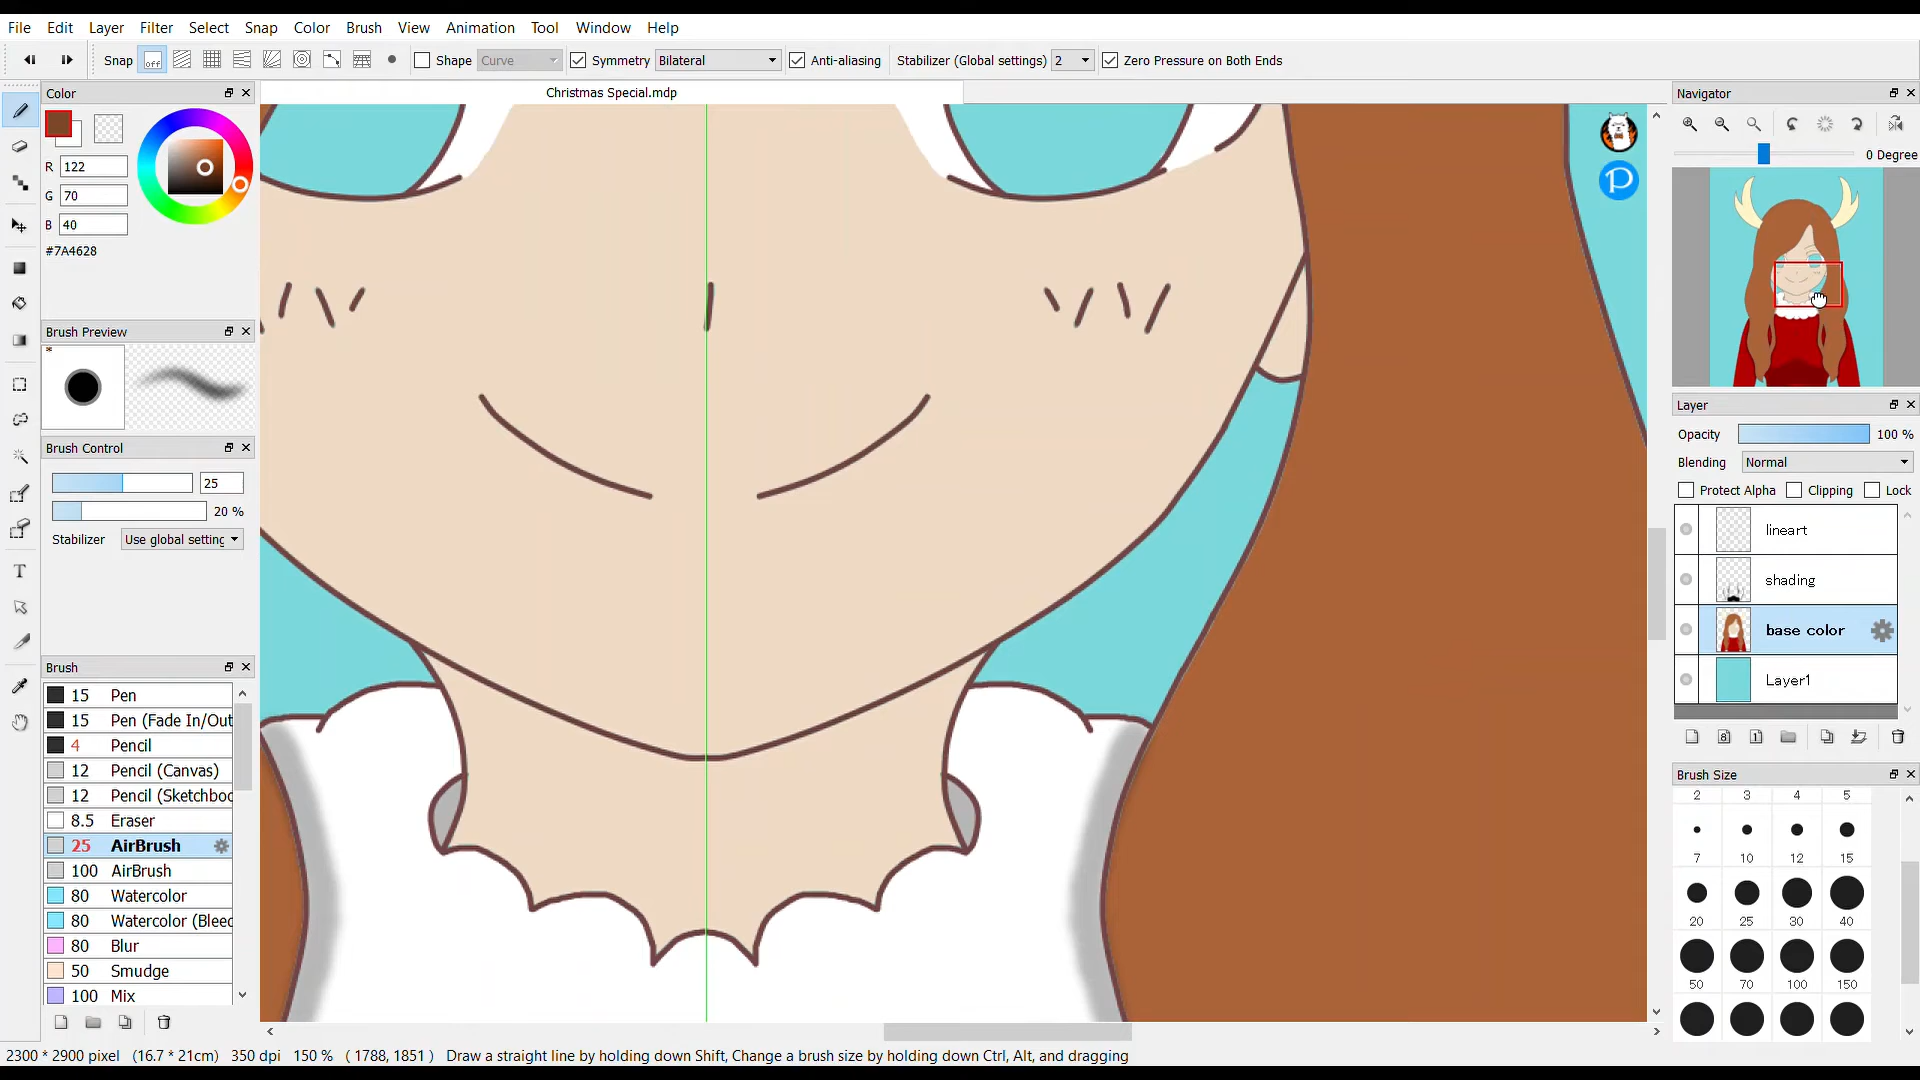 File Edit Layer Filter Select Snap Color Brush View Animation Tool Window Help
Snap off Shape Curve Symmetry Bilateral Anti-aliasing Stabilizer (Global settings) 2 Zero Pressure on Both Ends
Color
Christmas Special.mdp
Navigator
R 122
G 70
B 40
#7A4628
0 Degree
Brush Preview
*
Brush Control
25
20 %
Stabilizer Use global setting
Layer
Opacity 100 %
Blending Normal
Protect Alpha Clipping Lock
lineart
shading
base color
Layer1
8 1
Brush
15 Pen
15 Pen (Fade In/Out
4 Pencil
12 Pencil (Canvas)
12 Pencil (Sketchboo
8.5 Eraser
25 AirBrush
100 AirBrush
80 Watercolor
80 Watercolor (Bleed
80 Blur
50 Smudge
100 Mix
T
P
Brush Size
2 3 4 5
7 10 12 15
20 25 30 40
50 70 100 150
2300 * 2900 pixel (16.7 * 21cm) 350 dpi 150 % ( 1788, 1851 ) Draw a straight line by holding down Shift, Change a brush size by holding down Ctrl, Alt, and dragging